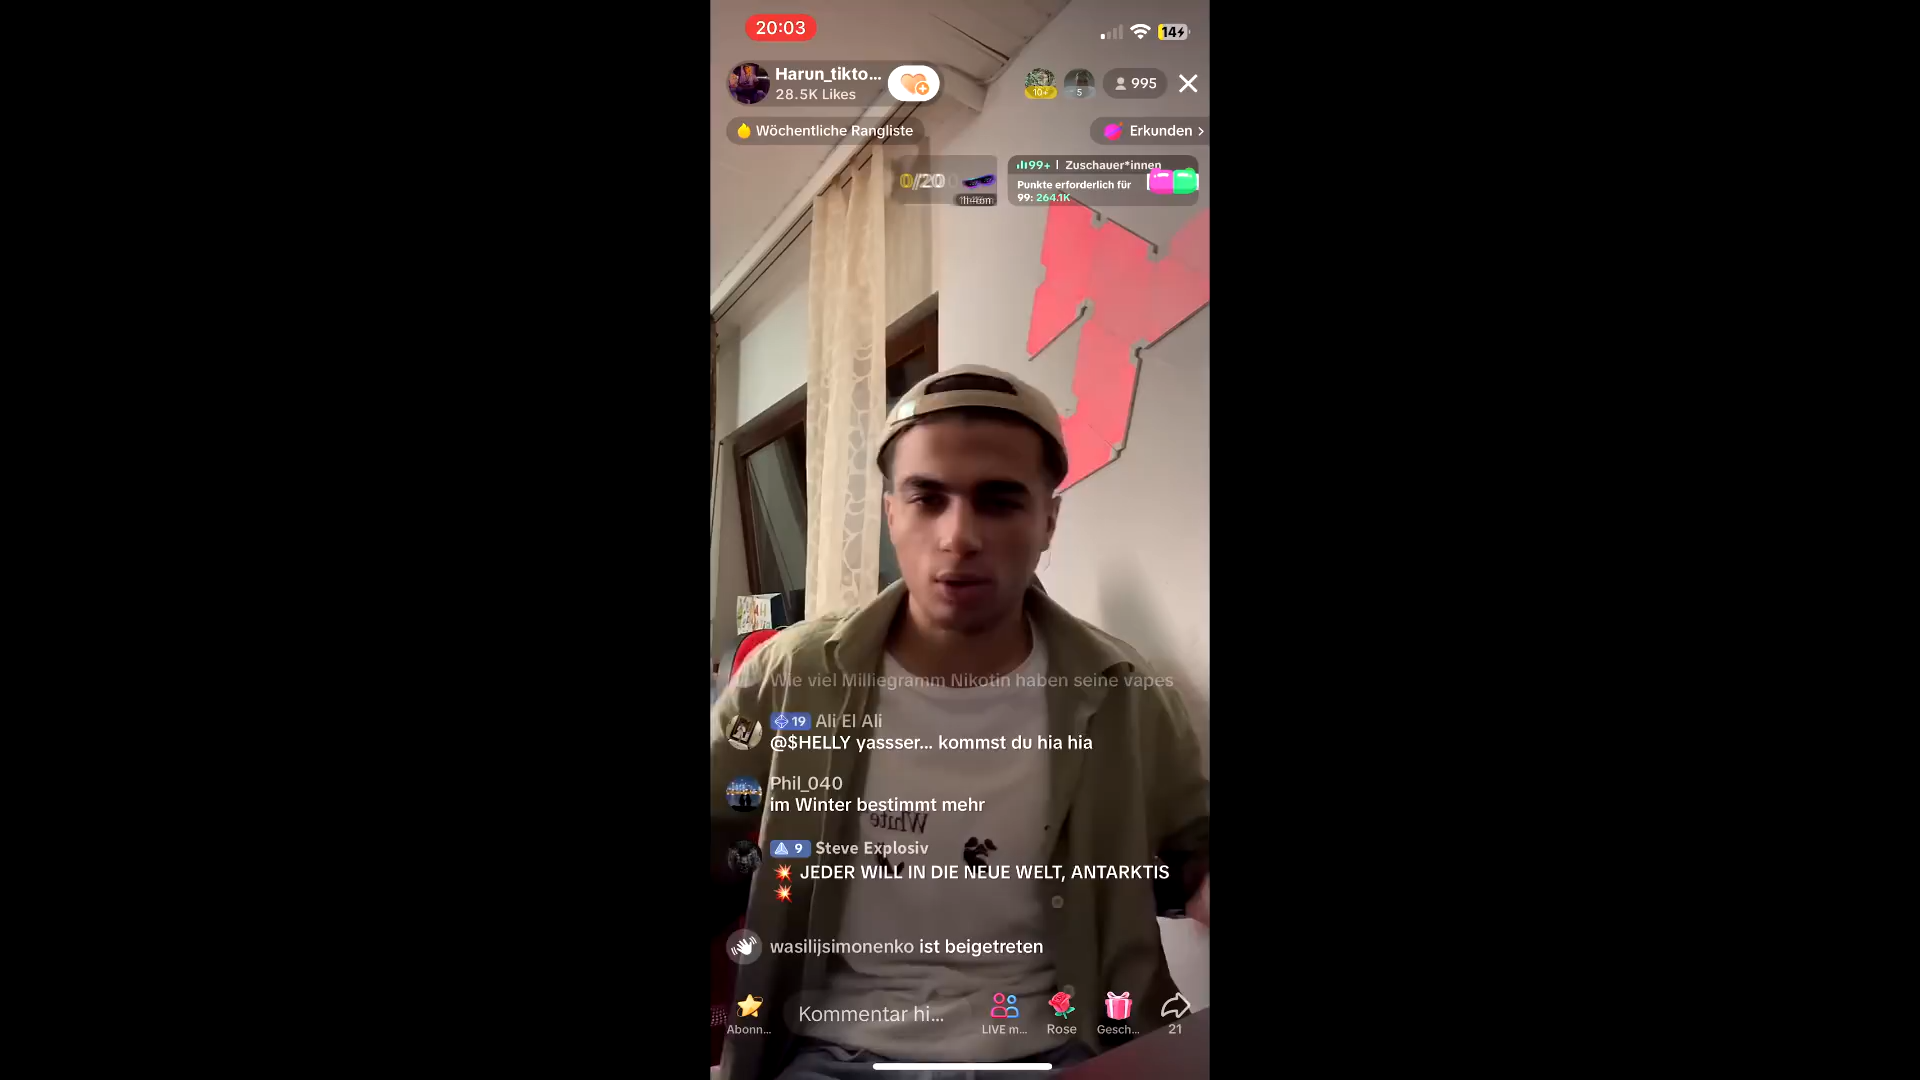 20:03
14
Harun_tikto...
28.5K Likes
10+
5
995
Wöchentliche Rangliste
Erkunden >
0/20
99+ | Zuschauer*innen
Punkte erforderlich für
99: 264.1K
Wie viel Milliegramm Nikotin haben seine vapes
19 Ali El Ali
@$HELLY yassser... kommst du hia hia
Phil_040
im Winter bestimmt mehr
White
9 Steve Explosiv
💥 JEDER WILL IN DIE NEUE WELT, ANTARKTIS
💥
wasilijsimonenko ist beigetreten
Kommentar hi...
Abonn...
LIVE m...
Rose
Gesch...
21